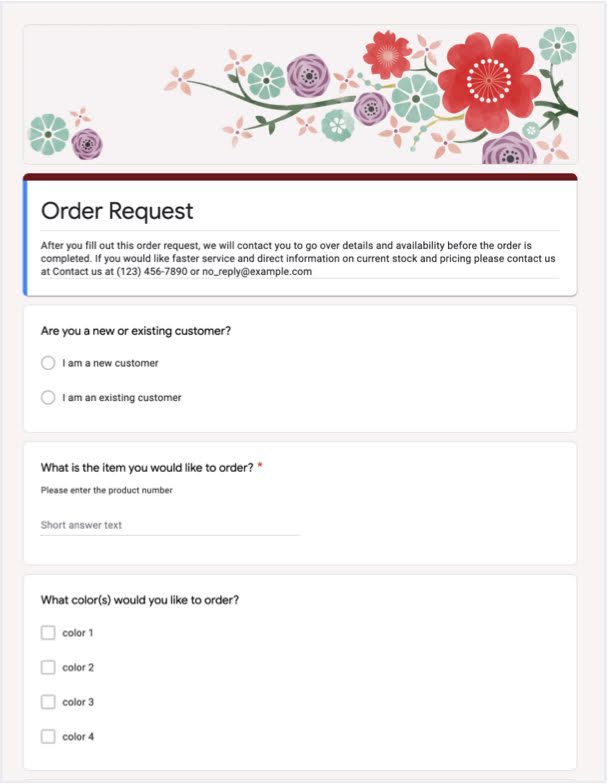 Order Request
After you fill out this order request, we will contact you to go over details and availability before the order is
completed. If you would like faster service and direct information on current stock and pricing please contact us
at Contact us at (123) 456-7890 or no_reply@example.com
Are you a new or existing customer?
I am a new customer
I am an existing customer
What is the item you would like to order? *
Please enter the product number
Short answer text
What color(s) would you like to order?
color 1
color 2
color 3
color 4